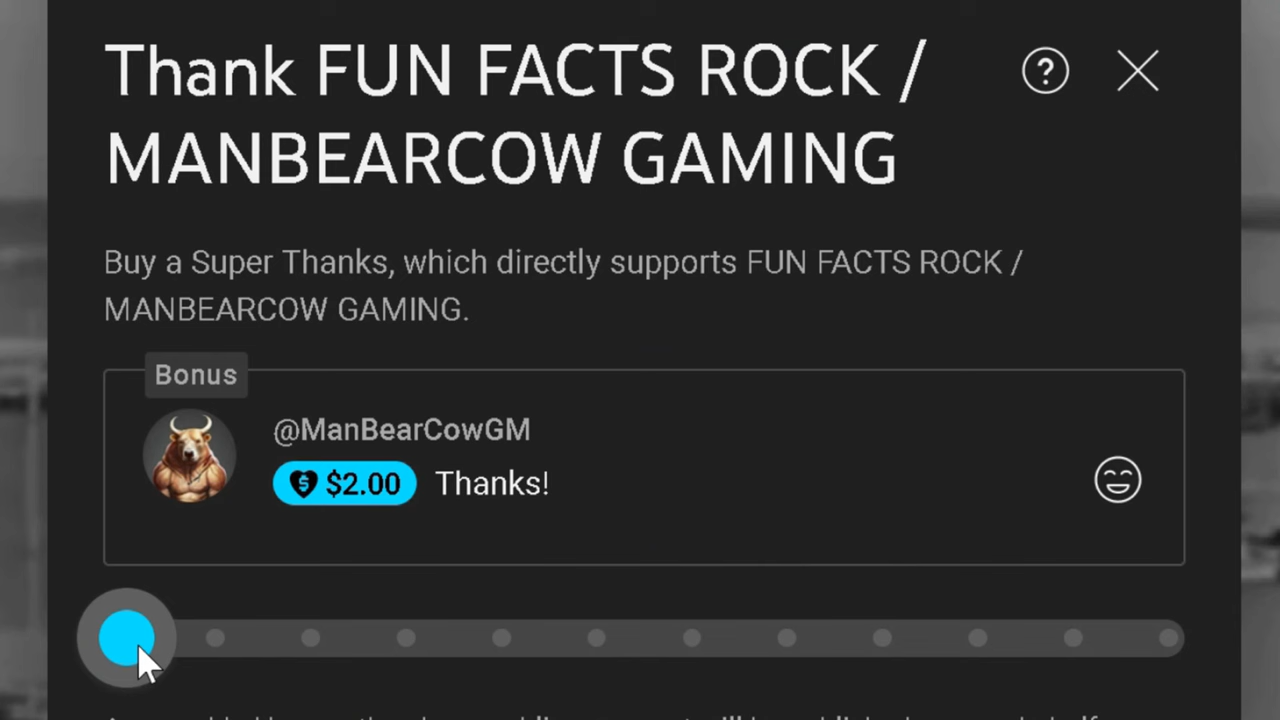 Thank FUN FACTS ROCK /
MANBEARCOW GAMING
Buy a Super Thanks, which directly supports FUN FACTS ROCK /
MANBEARCOW GAMING.
Bonus
@ManBearCowGM
$2.00 Thanks!